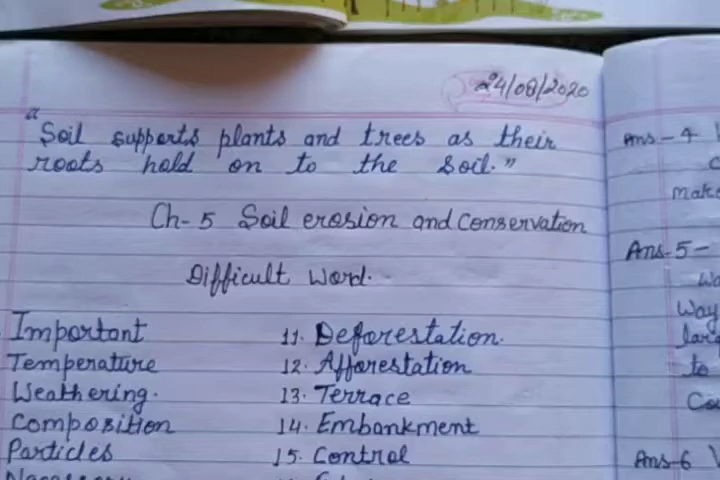 24/08/2020
"Soil supports plants and trees as their
roots hold on to the soil."
Ch-5 Soil erosion and conservation
Difficult Word.
Important
Temperature
Weathering.
Composition
Particles
11. Deforestation.
12. Afforestation
13. Terrace
14. Embankment
15. Control
Ans-4
Ans-5-
Way
to
Ans-6